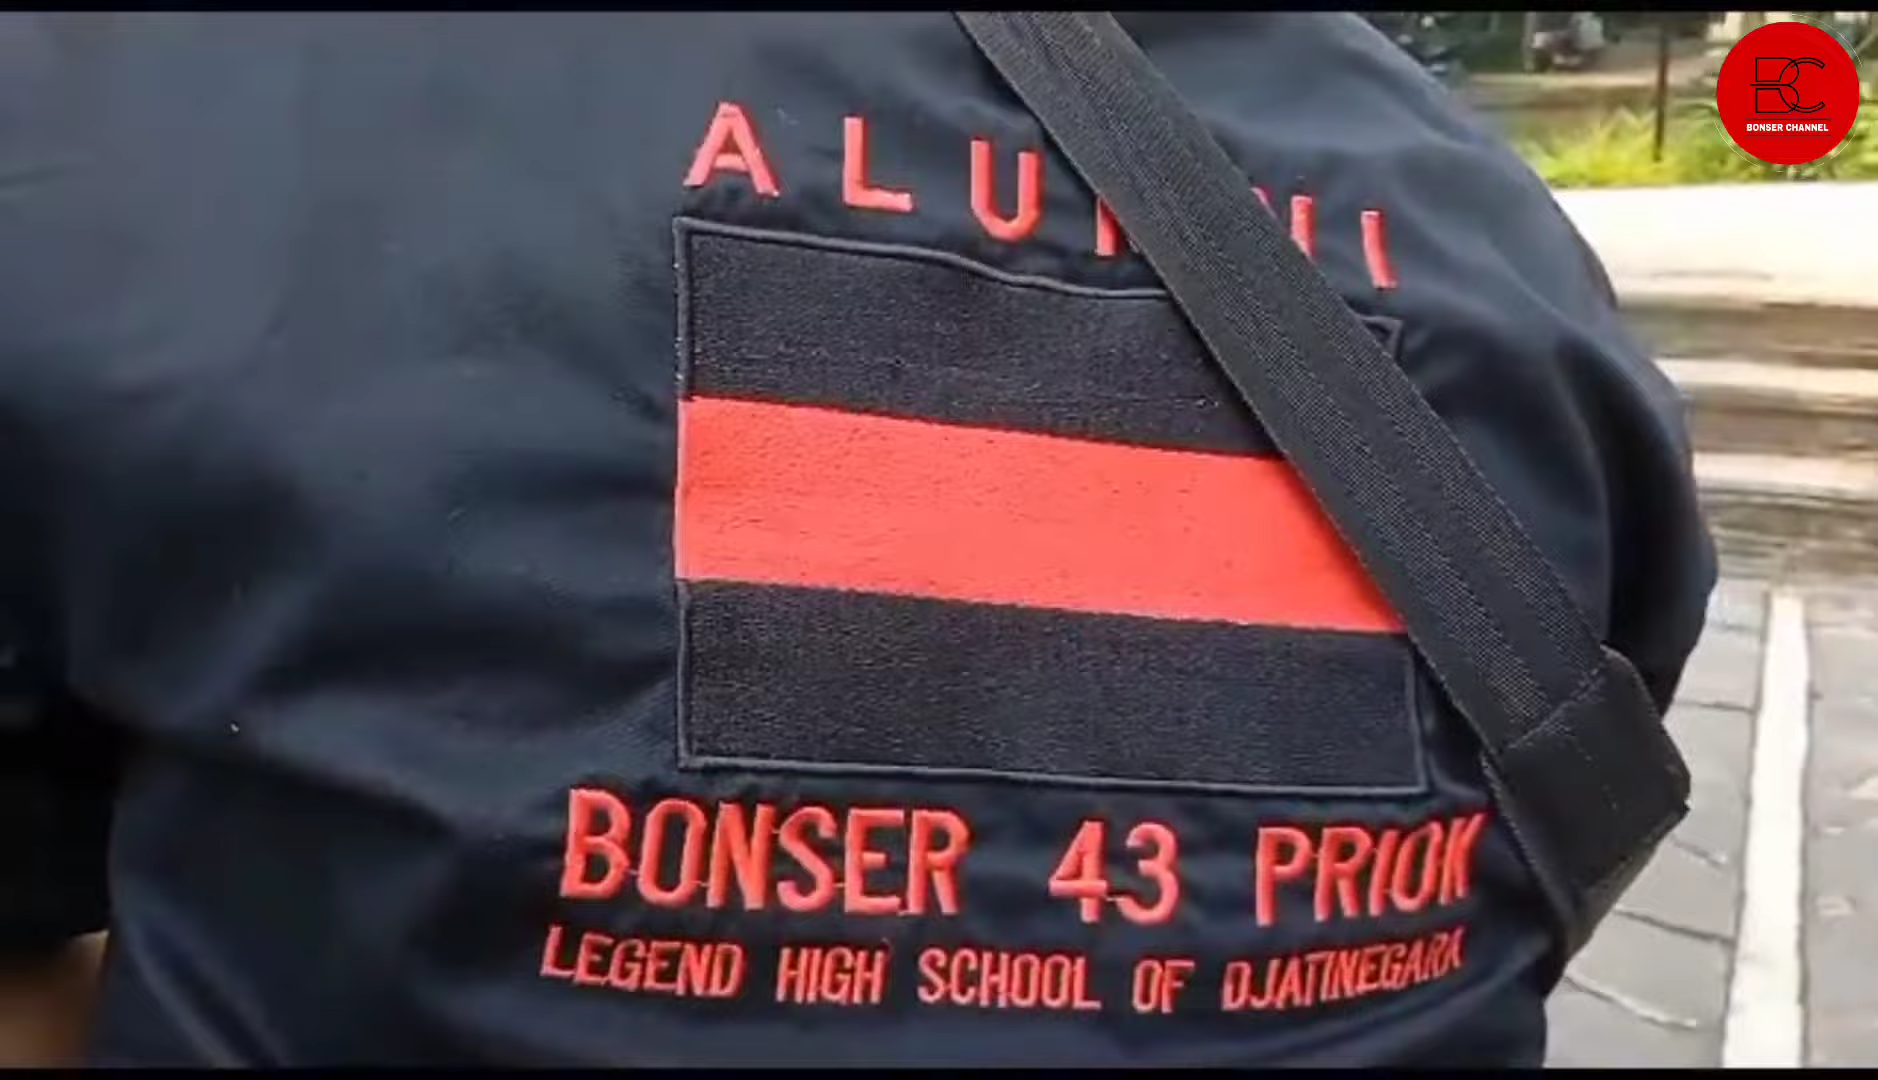 BC
BONSER CHANNEL
ALUMNI
BONSER 43 PRIOK
LEGEND HIGH SCHOOL OF DJATINEGARA